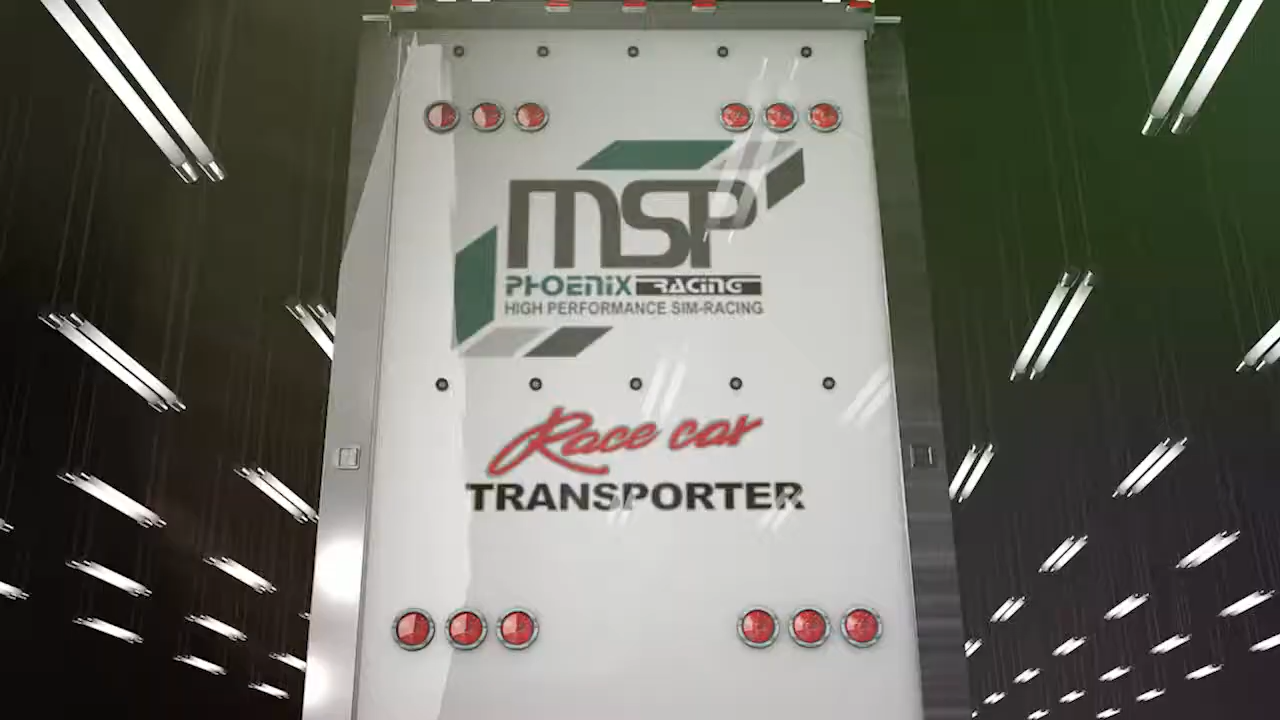 MSP
PHOENIX RACING
HIGH PERFORMANCE SIM-RACING
Race car
TRANSPORTER